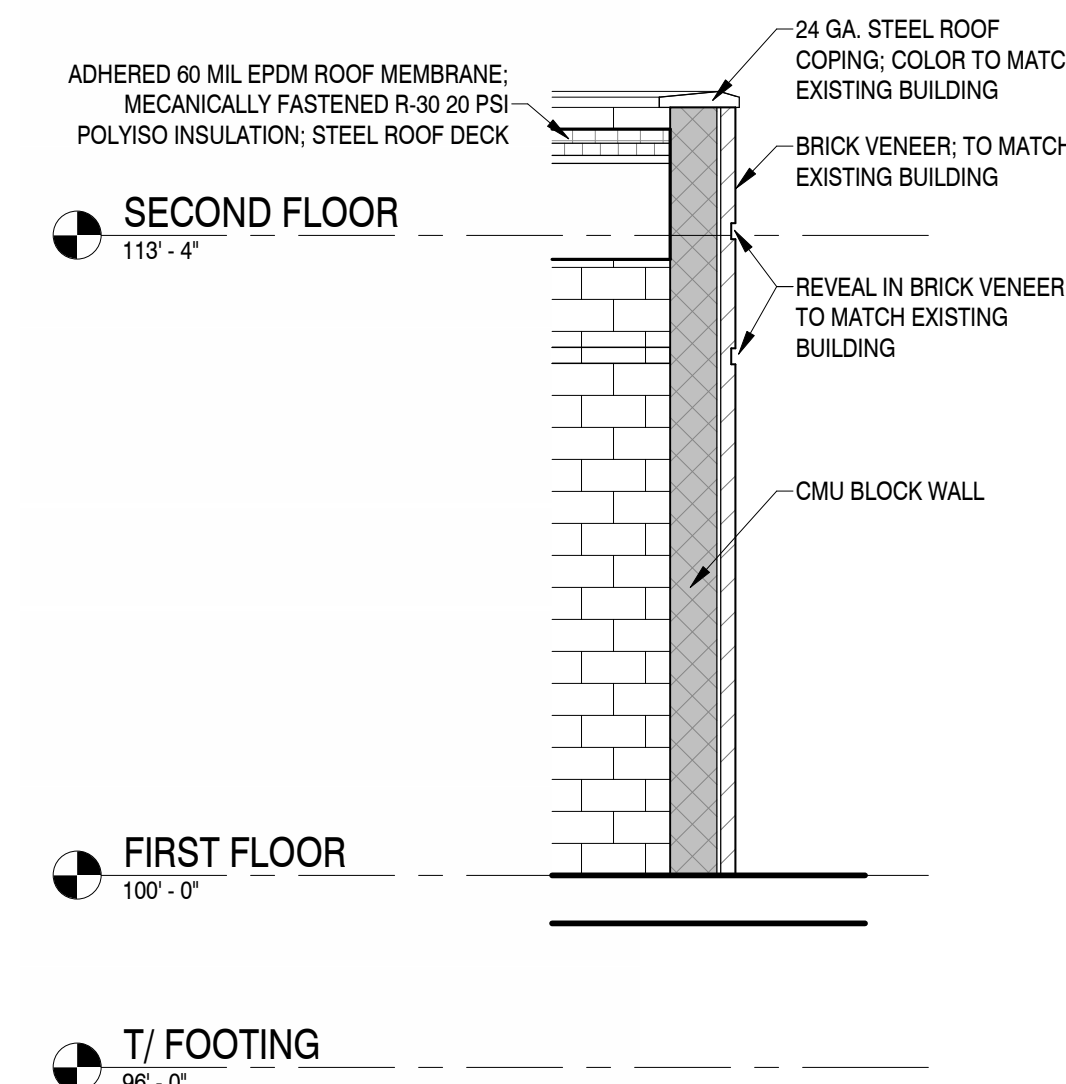 24 GA. STEEL ROOF
COPING; COLOR TO MATC
EXISTING BUILDING
ADHERED 60 MIL EPDM ROOF MEMBRANE;
MECANICALLY FASTENED R-30 20 PSI
POLYISO INSULATION; STEEL ROOF DECK
BRICK VENEER; TO MATCH
EXISTING BUILDING
SECOND FLOOR
113' - 4"
REVEAL IN BRICK VENEER
TO MATCH EXISTING
BUILDING
CMU BLOCK WALL
FIRST FLOOR
100' - 0"
T/ FOOTING
96' - 0"